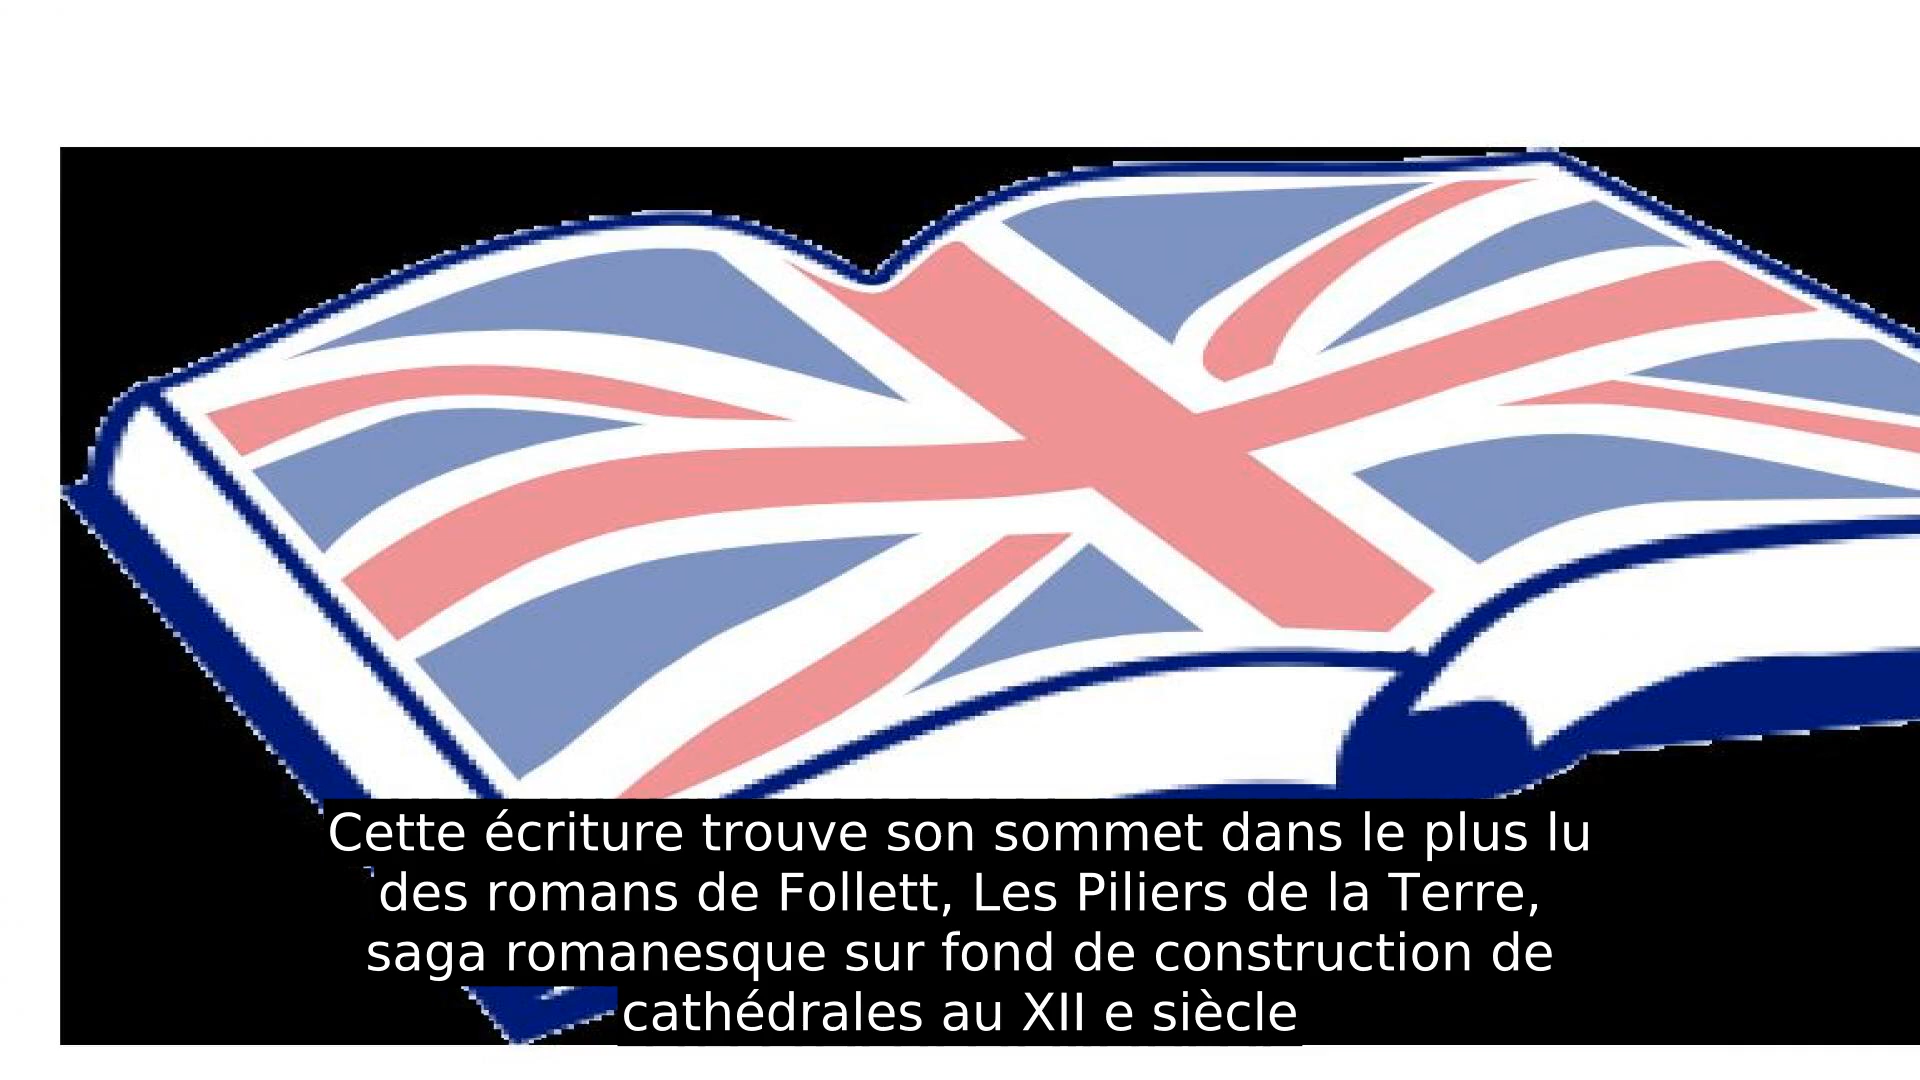 Cette écriture trouve son sommet dans le plus lu
des romans de Follett, Les Piliers de la Terre,
saga romanesque sur fond de construction de
cathédrales au XII e siècle